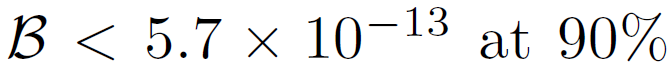 ℬ < 5.7 × 10⁻¹³ at 90%